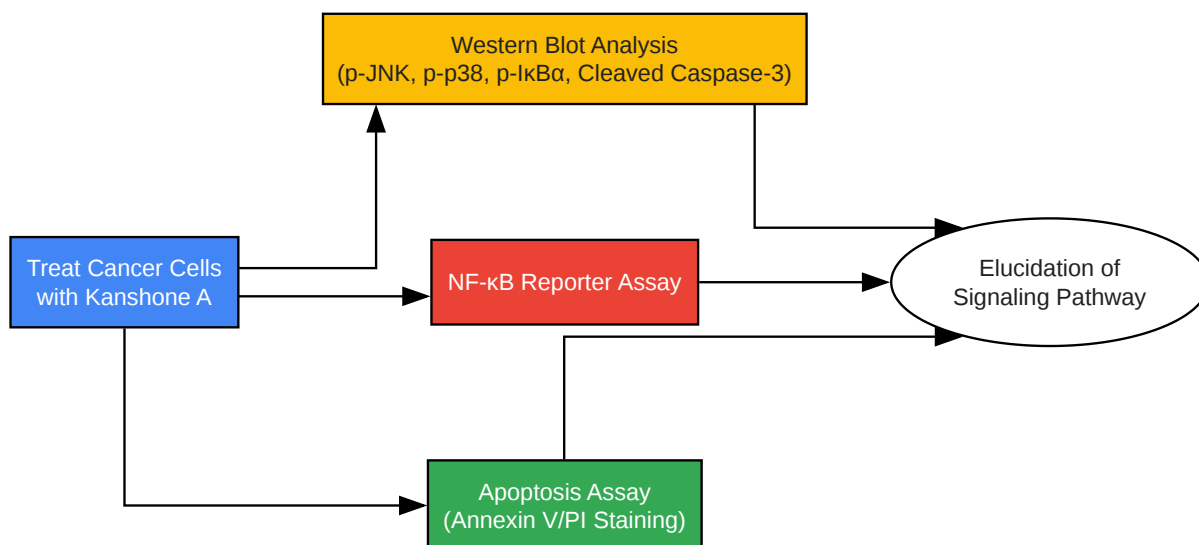 Western Blot Analysis
(p-JNK, p-p38, p-IκBα, Cleaved Caspase-3)
Treat Cancer Cells
with Kanshone A
NF-κB Reporter Assay
Elucidation of
Signaling Pathway
Apoptosis Assay
(Annexin V/PI Staining)